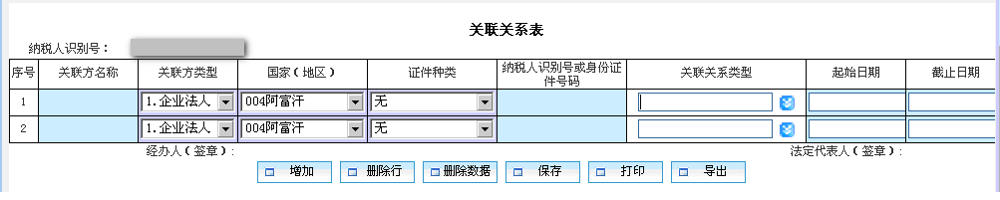 关联关系表
纳税人识别号：
序号 关联方名称 关联方类型 国家（地区） 证件种类 纳税人识别号或身份证件号码 关联关系类型 起始日期 截止日期
1 1.企业法人 004阿富汗 无
2 1.企业法人 004阿富汗 无
经办人（签章）： 法定代表人（签章）：
增加 删除行 删除数据 保存 打印 导出